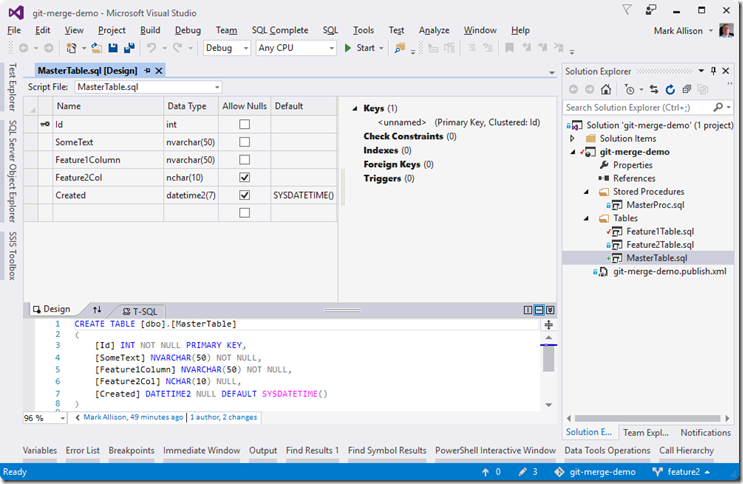 git-merge-demo - Microsoft Visual Studio
File Edit View Project Build Debug Team SQL Complete SQL Tools Test Analyze Window Help Mark Allison
Debug Any CPU Start
Test Explorer
SQL Server Object Explorer
SSIS Toolbox
MasterTable.sql [Design]
Script File: MasterTable.sql
Name Data Type Allow Nulls Default
Id int
SomeText nvarchar(50)
Feature1Column nvarchar(50)
Feature2Col nchar(10)
Created datetime2(7) SYSDATETIME()
Keys (1)
<unnamed> (Primary Key, Clustered: Id)
Check Constraints (0)
Indexes (0)
Foreign Keys (0)
Triggers (0)
Design T-SQL
1 CREATE TABLE [dbo].[MasterTable]
2 (
3 [Id] INT NOT NULL PRIMARY KEY,
4 [SomeText] NVARCHAR(50) NOT NULL,
5 [Feature1Column] NVARCHAR(50) NOT NULL,
6 [Feature2Col] NCHAR(10) NULL,
7 [Created] DATETIME2 NULL DEFAULT SYSDATETIME()
8 )
96 % Mark Allison, 49 minutes ago | 1 author, 2 changes
Solution Explorer
Search Solution Explorer (Ctrl+;)
Solution 'git-merge-demo' (1 project)
Solution Items
git-merge-demo
Properties
References
Stored Procedures
MasterProc.sql
Tables
Feature1Table.sql
Feature2Table.sql
MasterTable.sql
git-merge-demo.publish.xml
Solution E... Team Expl... Notifications
Variables Error List Breakpoints Immediate Window Output Find Results 1 Find Symbol Results PowerShell Interactive Window Data Tools Operations Call Hierarchy
Ready 0 3 git-merge-demo feature2